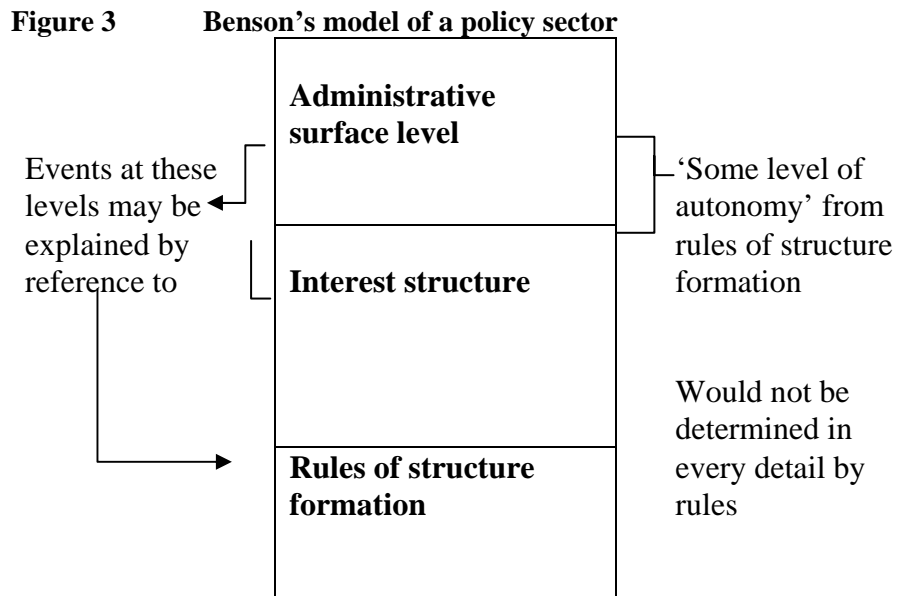 Figure 3 Benson’s model of a policy sector
Administrative
surface level
Events at these
levels may be
explained by
reference to
‘Some level of
autonomy’ from
rules of structure
formation
Interest structure
Would not be
determined in
every detail by
rules
Rules of structure
formation